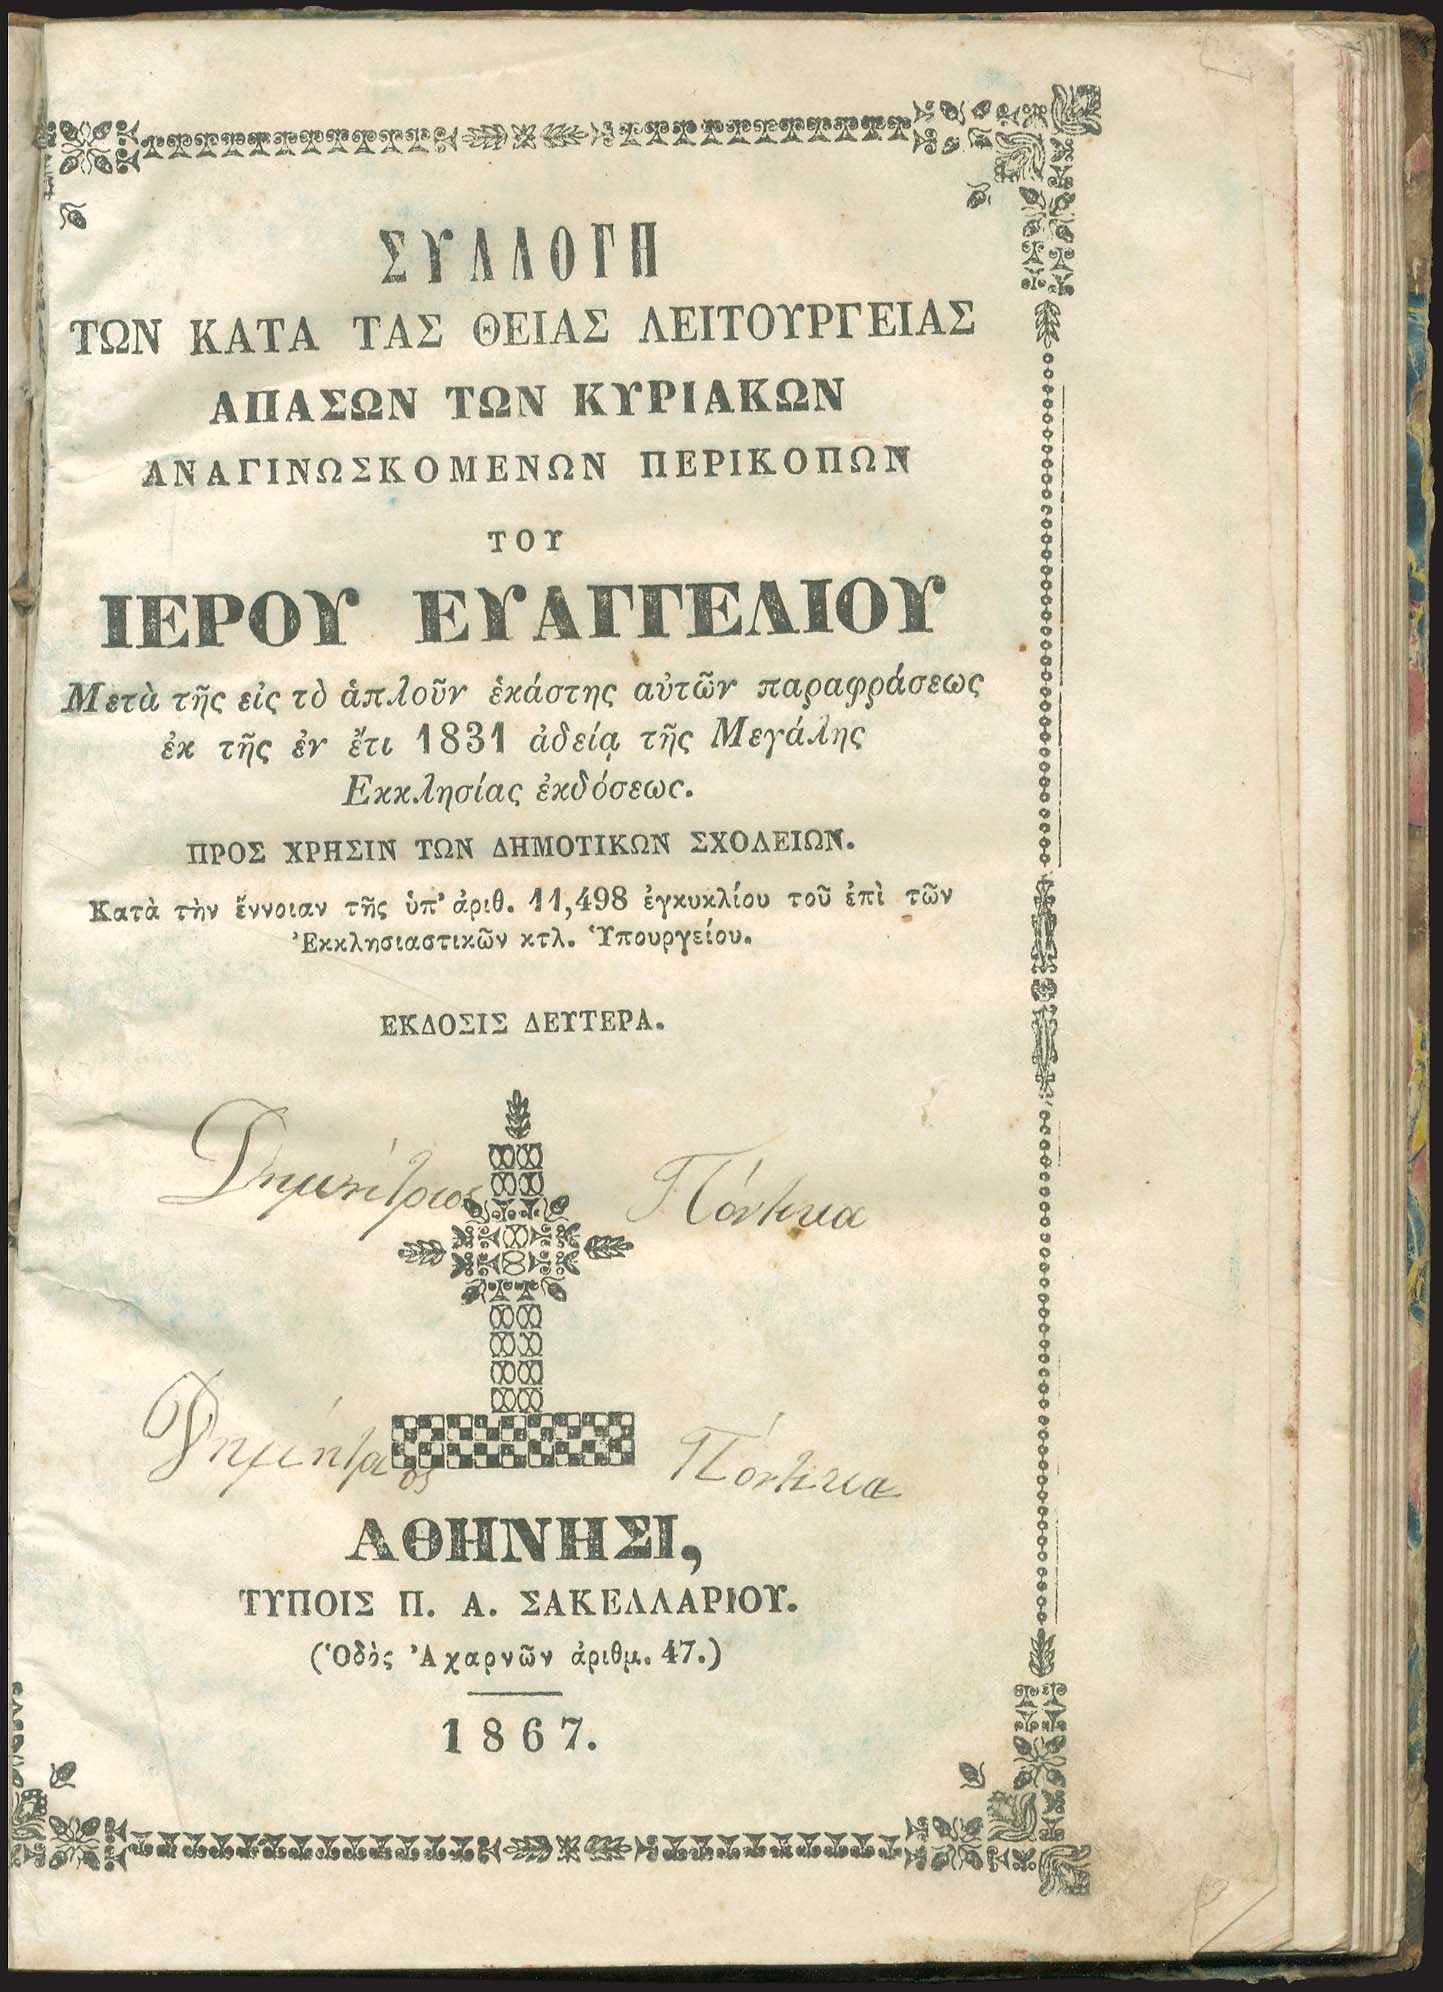 ΣΥΛΛΟΓΗ
ΤΩΝ ΚΑΤΑ ΤΑΣ ΘΕΙΑΣ ΛΕΙΤΟΥΡΓΕΙΑΣ
ΑΠΑΣΩΝ ΤΩΝ ΚΥΡΙΑΚΩΝ
ΑΝΑΓΙΝΩΣΚΟΜΕΝΩΝ ΠΕΡΙΚΟΠΩΝ
ΤΟΥ
ΙΕΡΟΥ ΕΥΑΓΓΕΛΙΟΥ
Μετὰ τῆς εἰς τὸ ἁπλοῦν ἑκάστης αὐτῶν παραφράσεως
ἐκ τῆς ἐν ἔτι 1831 ἀδείᾳ τῆς Μεγάλης
Εκκλησίας ἐκδόσεως.
ΠΡΟΣ ΧΡΗΣΙΝ ΤΩΝ ΔΗΜΟΤΙΚΩΝ ΣΧΟΛΕΙΩΝ.
Κατὰ τὴν ἔννοιαν τῆς ὑπ' ἀριθ. 11,498 ἐγκυκλίου τοῦ ἐπὶ τῶν
Ἐκκλησιαστικῶν κτλ. Ὑπουργείου.
ΕΚΔΟΣΙΣ ΔΕΥΤΕΡΑ.
Δημήτριος Πόντικα
Δημήτριος Πόντικα
ΑΘΗΝΗΣΙ,
ΤΥΠΟΙΣ Π. Α. ΣΑΚΕΛΛΑΡΙΟΥ.
(Ὁδὸς Ἀχαρνῶν ἀριθμ. 47.)
1867.